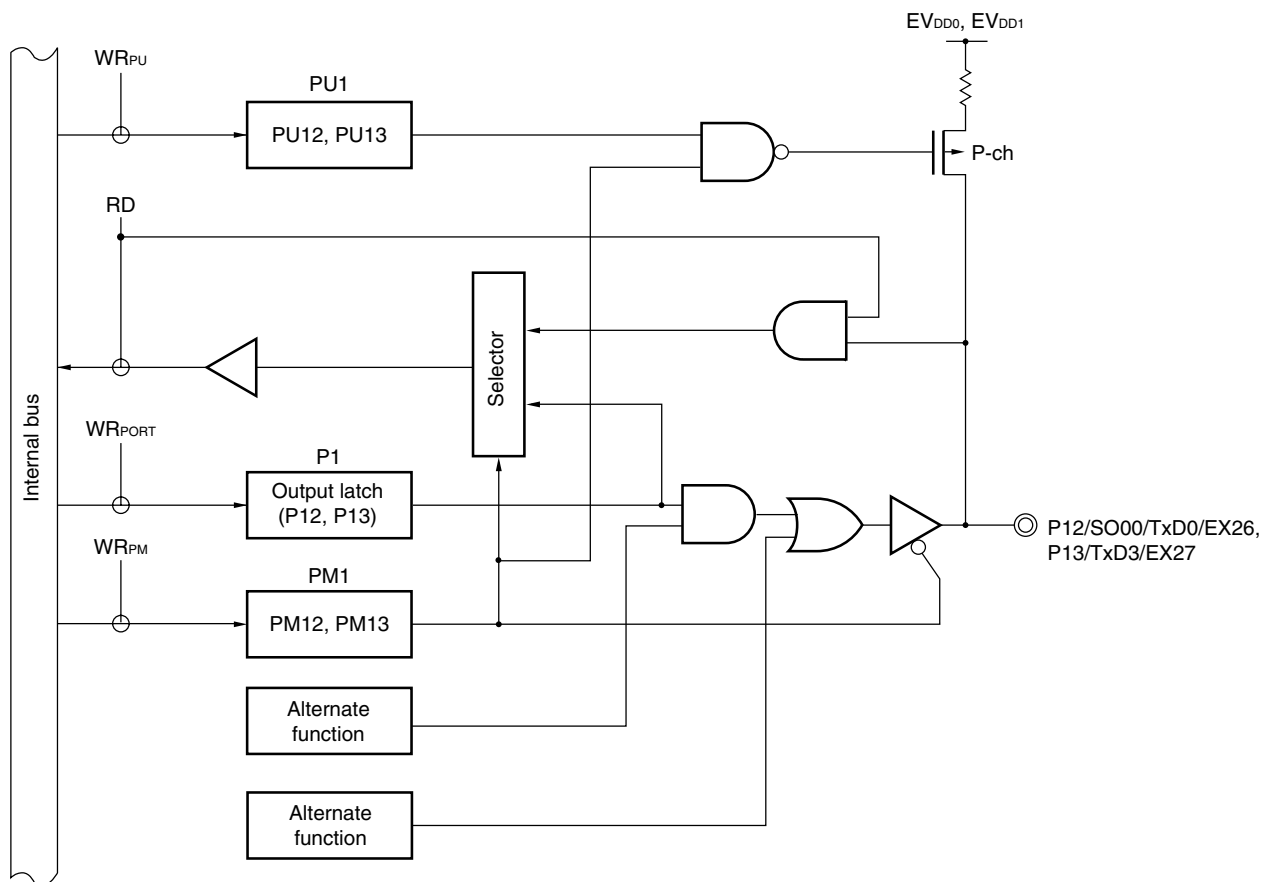 EVDD0, EVDD1
WRPU
PU1
PU12, PU13
P-ch
RD
Selector
Internal bus
WRPORT
P1
Output latch
(P12, P13)
P12/SO00/TxD0/EX26,
P13/TxD3/EX27
WRPM
PM1
PM12, PM13
Alternate
function
Alternate
function